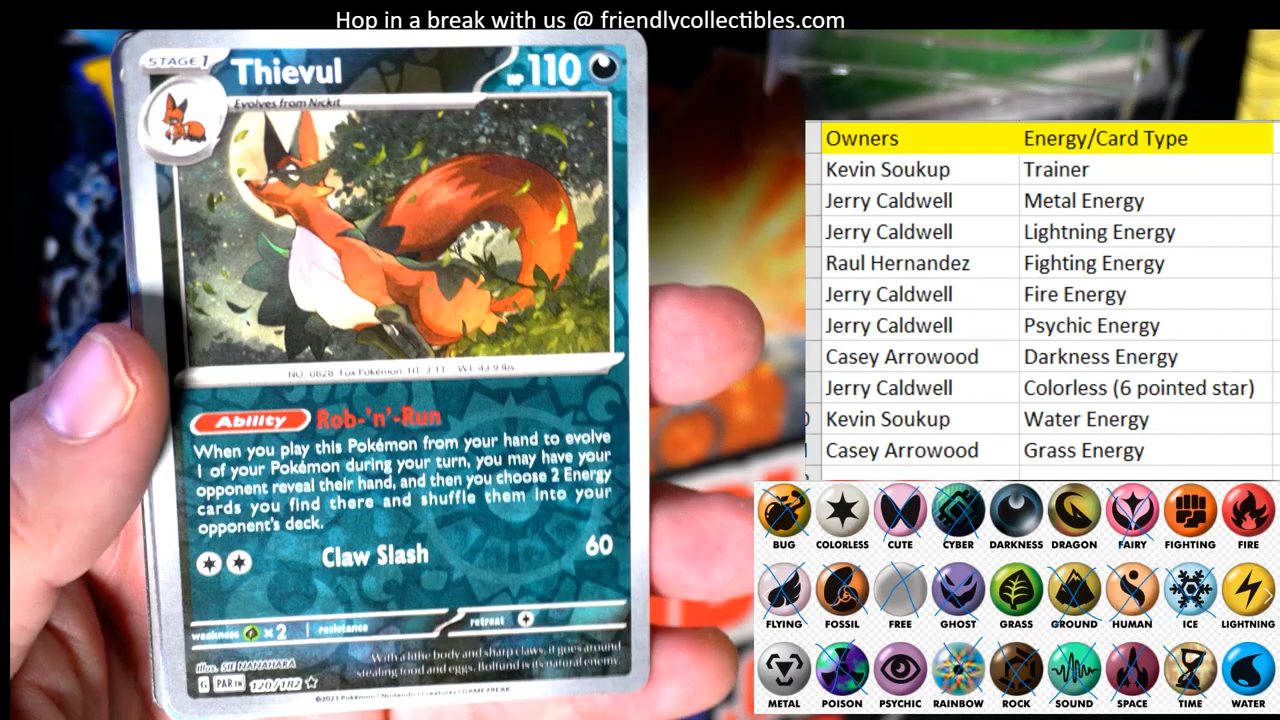 Hop in a break with us @ friendlycollectibles.com
STAGE 1
Thievul
HP 110
Evolves from Nickit
NO. 0828 Fox Pokémon HT: 3'11" WT: 43.9 lbs.
Ability Rob-'n'-Run
When you play this Pokémon from your hand to evolve
1 of your Pokémon during your turn, you may have your
opponent reveal their hand, and then you choose 2 Energy
cards you find there and shuffle them into your
opponent's deck.
Claw Slash 60
weakness ×2 resistance retreat
With a lithe body and sharp claws, it goes around
stealing food and eggs. Boltund is its natural enemy.
Illus. SIE NANAHARA
G PAR EN 120/182
©2023 Pokémon / Nintendo / Creatures / GAME FREAK
Owners Energy/Card Type
Kevin Soukup Trainer
Jerry Caldwell Metal Energy
Jerry Caldwell Lightning Energy
Raul Hernandez Fighting Energy
Jerry Caldwell Fire Energy
Jerry Caldwell Psychic Energy
Casey Arrowood Darkness Energy
Jerry Caldwell Colorless (6 pointed star)
Kevin Soukup Water Energy
Casey Arrowood Grass Energy
BUG COLORLESS CUTE CYBER DARKNESS DRAGON FAIRY FIGHTING FIRE
FLYING FOSSIL FREE GHOST GRASS GROUND HUMAN ICE LIGHTNING
METAL POISON PSYCHIC RAINBOW ROCK SOUND SPACE TIME WATER